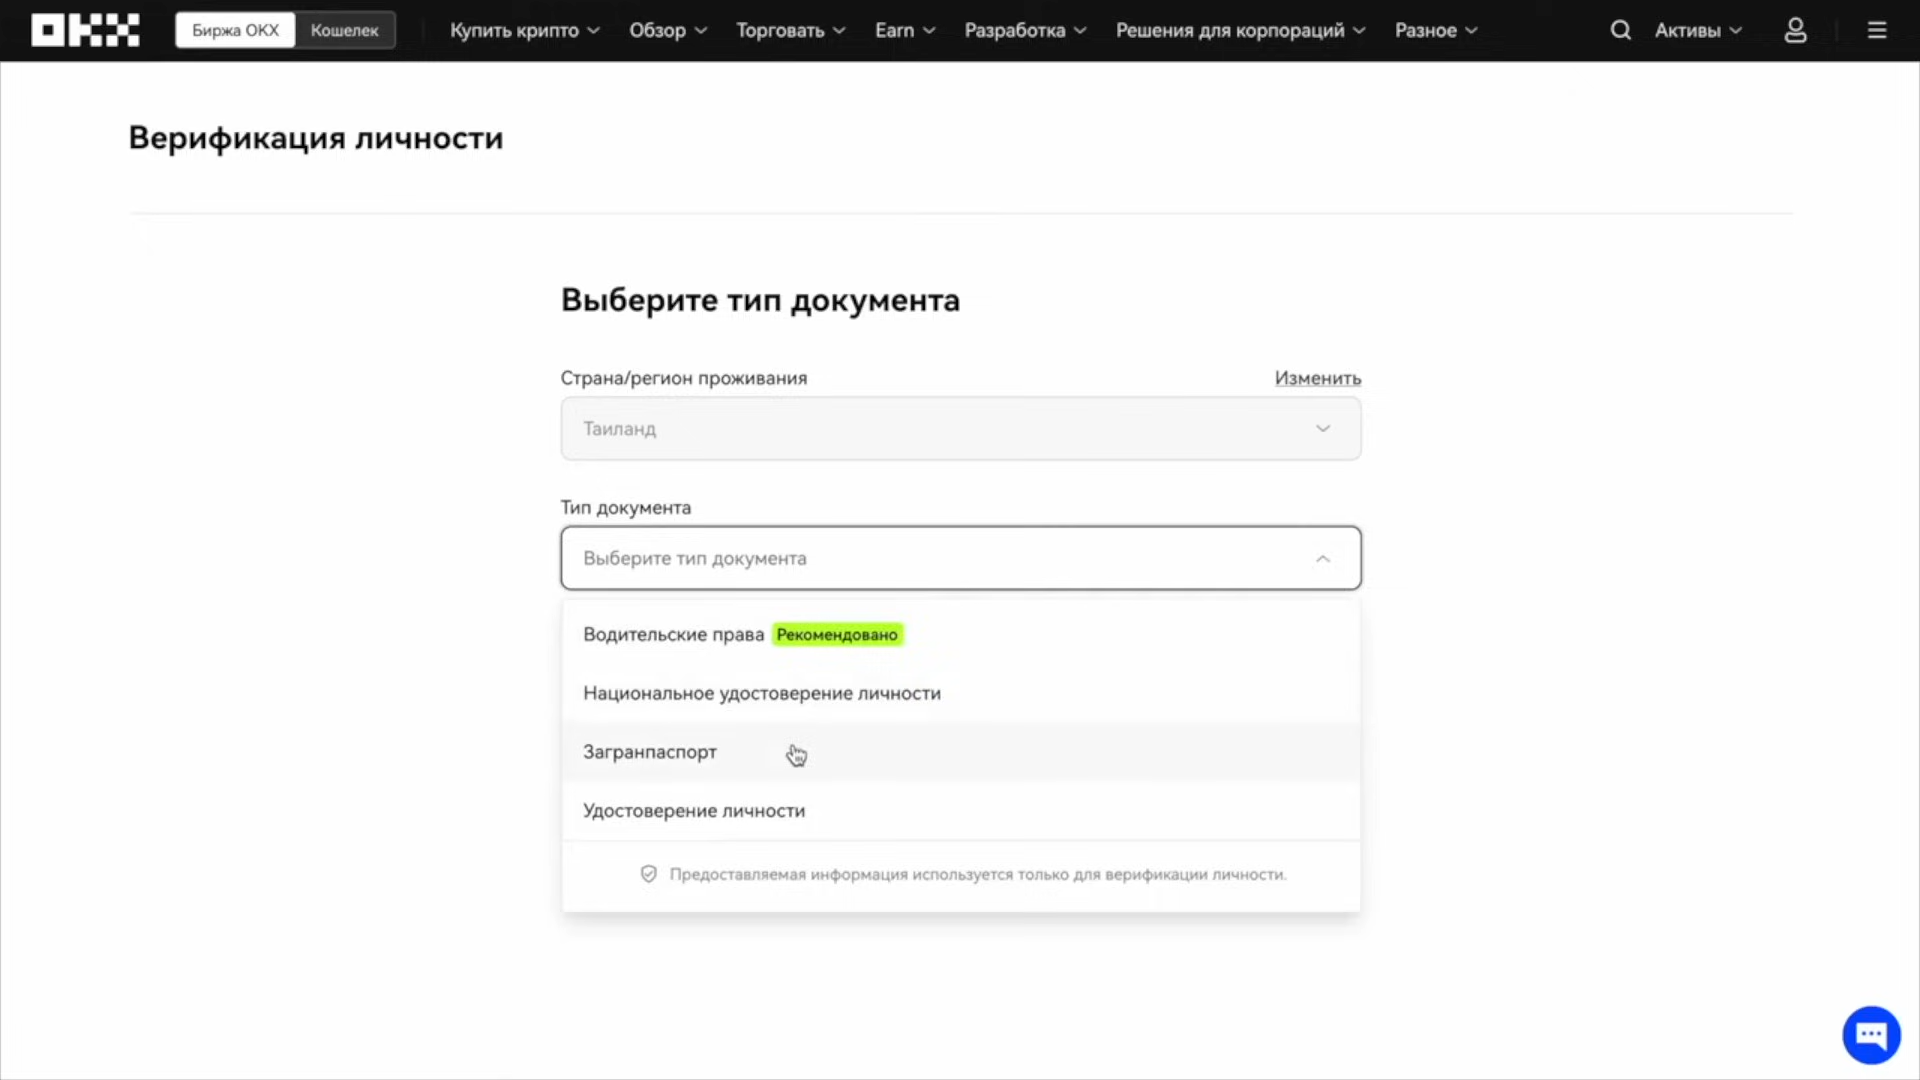 OKX Биржа OKX Кошелек Купить крипто Обзор Торговать Earn Разработка Решения для корпораций Разное Активы
Верификация личности
Выберите тип документа
Страна/регион проживания Изменить
Таиланд
Тип документа
Выберите тип документа
Водительские права Рекомендовано
Национальное удостоверение личности
Загранпаспорт
Удостоверение личности
Предоставляемая информация используется только для верификации личности.